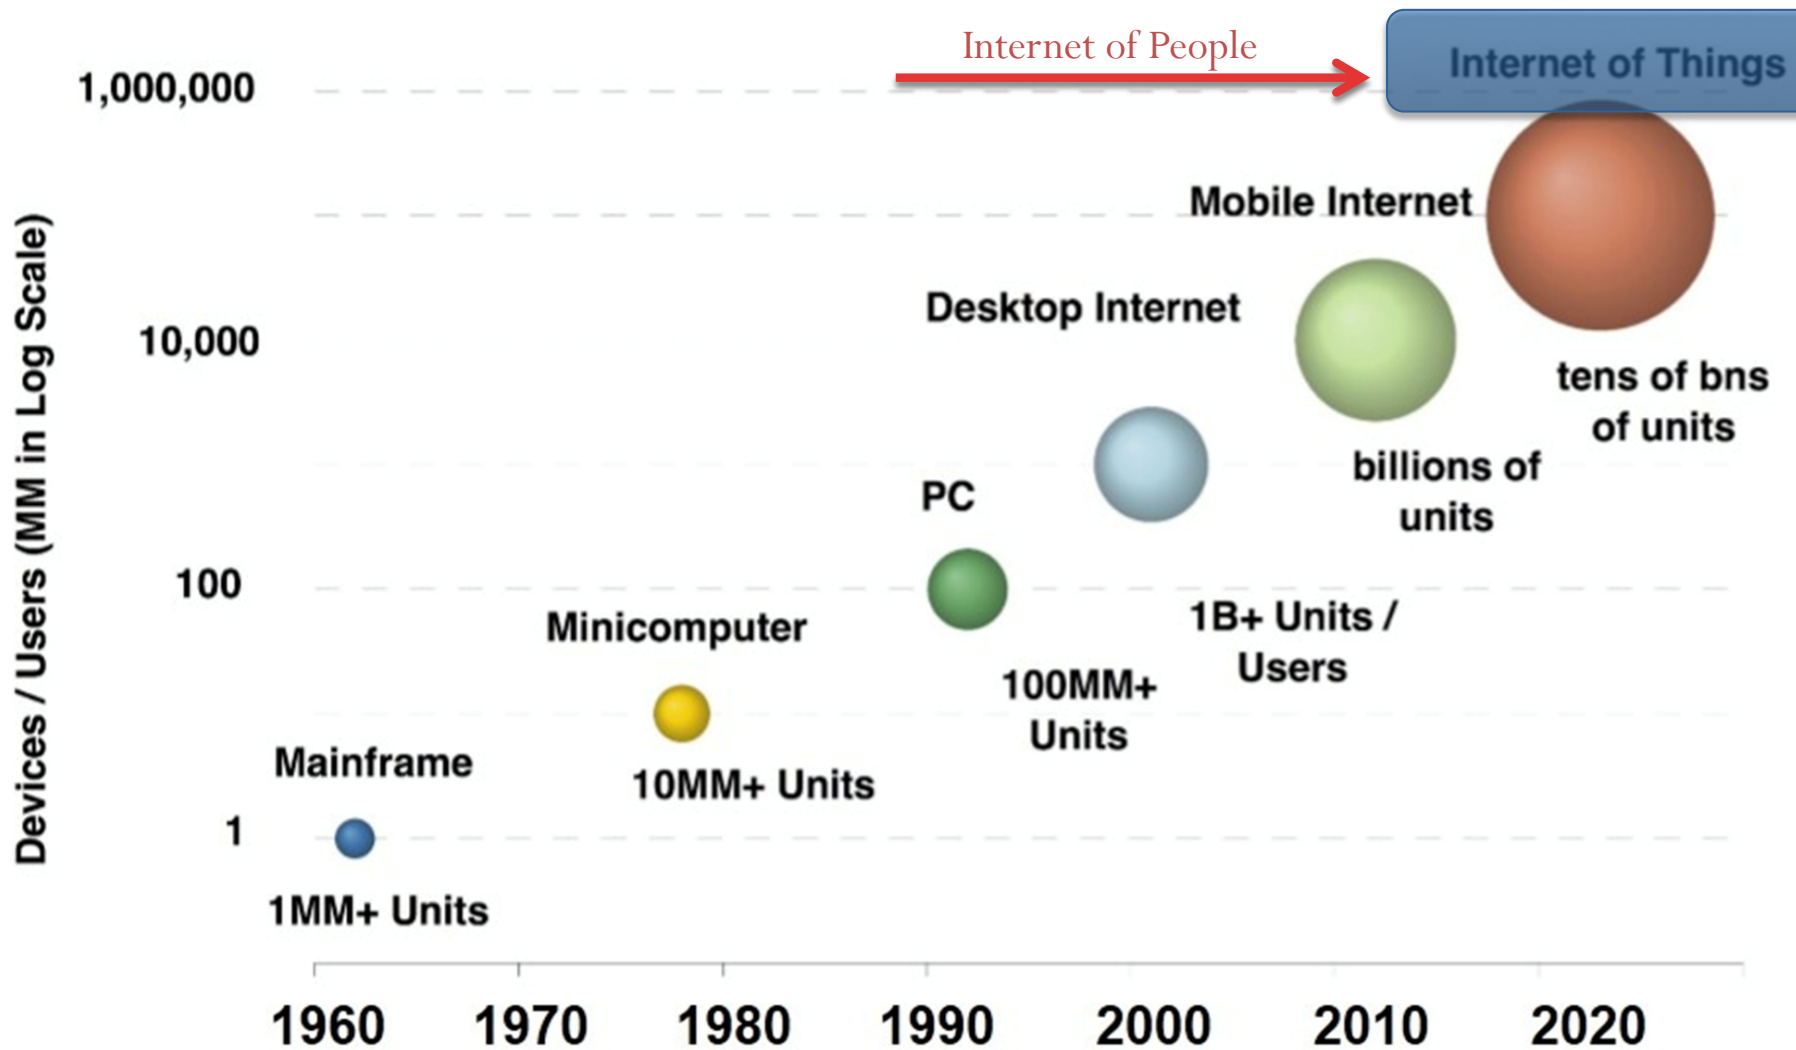 Internet of People
Internet of Things
1,000,000
Mobile Internet
Desktop Internet
10,000
tens of bns
of units
billions of
units
PC
100
Minicomputer
1B+ Units /
Users
100MM+
Units
Mainframe
10MM+ Units
1
1MM+ Units
Devices / Users (MM in Log Scale)
1960 1970 1980 1990 2000 2010 2020